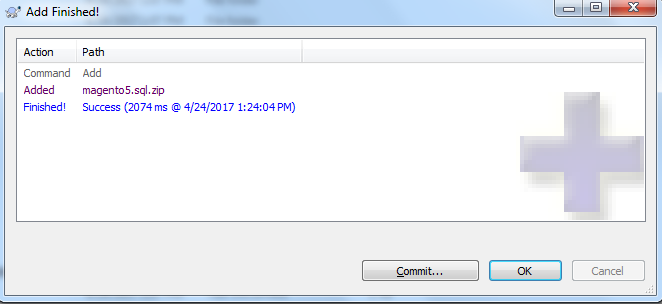 Add Finished!
Action Path
Command Add
Added magento5.sql.zip
Finished! Success (2074 ms @ 4/24/2017 1:24:04 PM)
Commit... OK Cancel